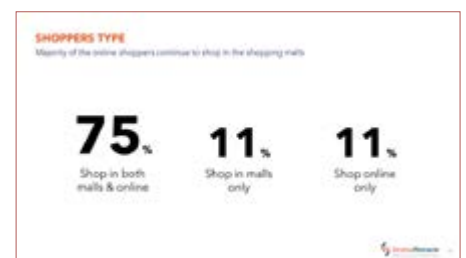 SHOPPERS TYPE
Majority of the online shoppers continue to shop in the shopping malls
75%
Shop in both
malls & online
11%
Shop in malls
only
11%
Shop online
only